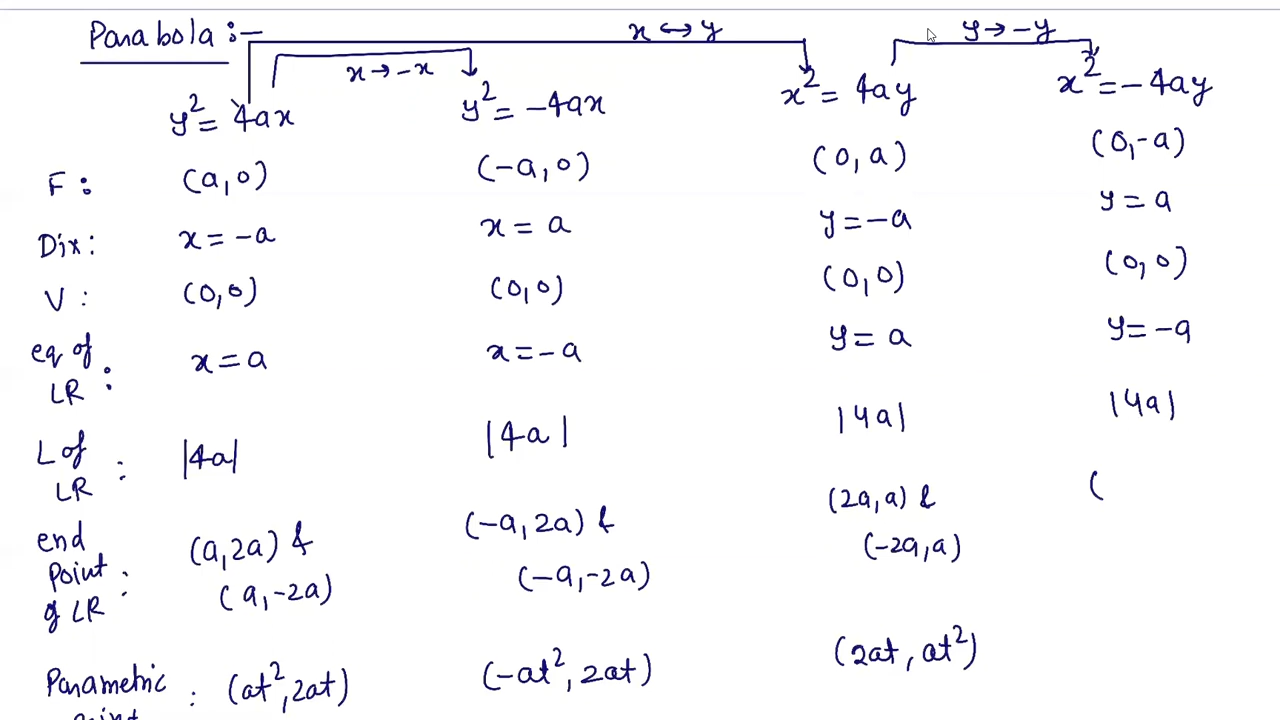 Parabola :-
x ↔ y
y → -y
x → -x
y² = 4ax y² = -4ax x² = 4ay x² = -4ay
F : (a, 0) (-a, 0) (0, a) (0, -a)
Dix : x = -a x = a y = -a y = a
V : (0, 0) (0, 0) (0, 0) (0, 0)
eq of LR : x = a x = -a y = a y = -a
L of LR : |4a| |4a| |4a| |4a|
end point of LR : (a, 2a) & (-a, 2a) & (2a, a) & (
(a, -2a) (-a, -2a) (-2a, a)
Parametric point : (at², 2at) (-at², 2at) (2at, at²)